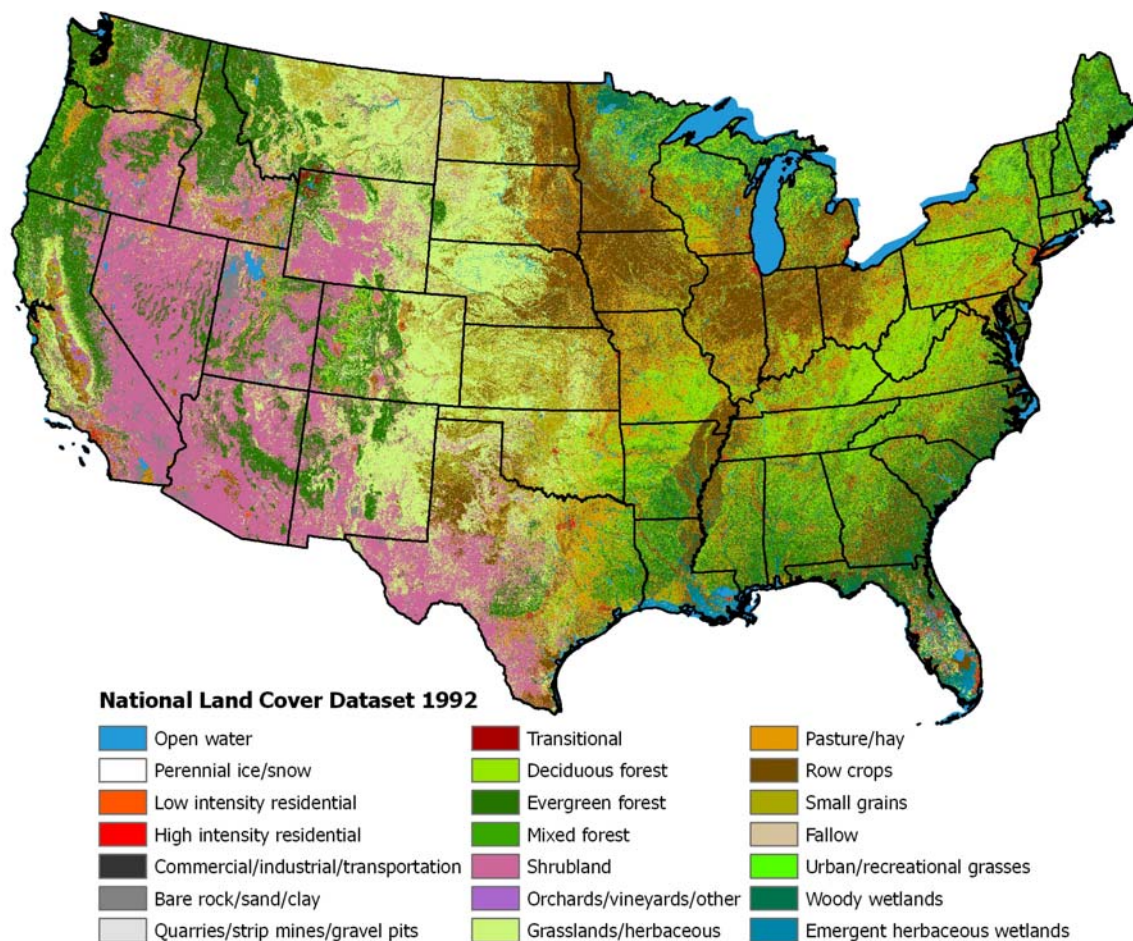 National Land Cover Dataset 1992
Open water
Perennial ice/snow
Low intensity residential
High intensity residential
Commercial/industrial/transportation
Bare rock/sand/clay
Quarries/strip mines/gravel pits
Transitional
Deciduous forest
Evergreen forest
Mixed forest
Shrubland
Orchards/vineyards/other
Grasslands/herbaceous
Pasture/hay
Row crops
Small grains
Fallow
Urban/recreational grasses
Woody wetlands
Emergent herbaceous wetlands